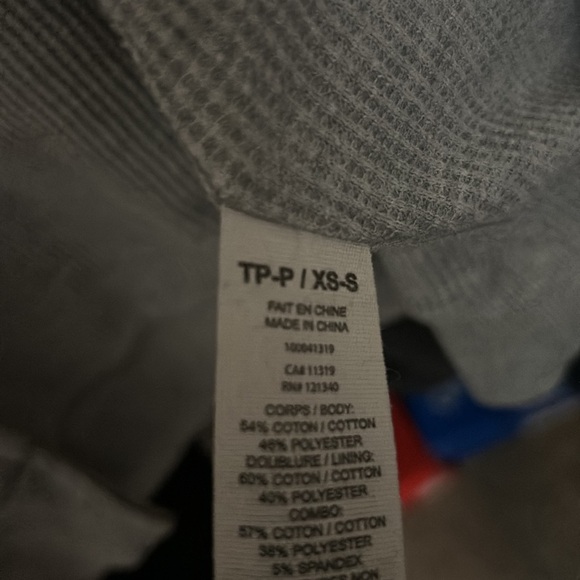 TP-P / XS-S
FAIT EN CHINE
MADE IN CHINA
100041319
CA# 11319
RN# 121340
CORPS / BODY:
54% COTON / COTTON
46% POLYESTER
DOUBLURE / LINING:
60% COTON / COTTON
40% POLYESTER
COMBO:
57% COTON / COTTON
38% POLYESTER
5% SPANDEX
NON